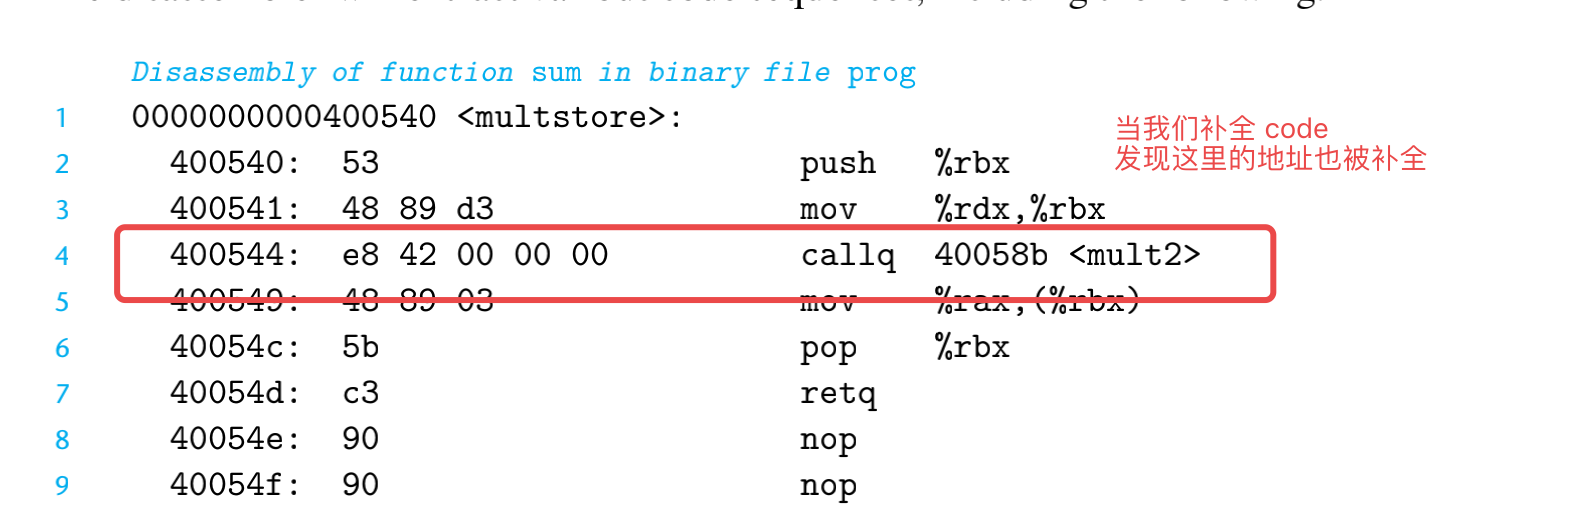 Disassembly of function sum in binary file prog
1 0000000000400540 <multstore>:
当我们补全 code
发现这里的地址也被补全
2 400540: 53 push %rbx
3 400541: 48 89 d3 mov %rdx,%rbx
4 400544: e8 42 00 00 00 callq 40058b <mult2>
5 400549: 48 89 03 mov %rax,(%rbx)
6 40054c: 5b pop %rbx
7 40054d: c3 retq
8 40054e: 90 nop
9 40054f: 90 nop